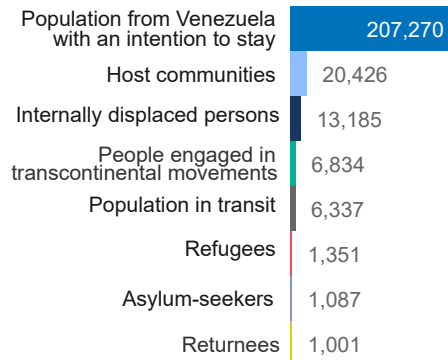 Population from Venezuela
with an intention to stay
207,270
Host communities
20,426
Internally displaced persons
13,185
People engaged in
transcontinental movements
6,834
Population in transit
6,337
Refugees
1,351
Asylum-seekers
1,087
Returnees
1,001